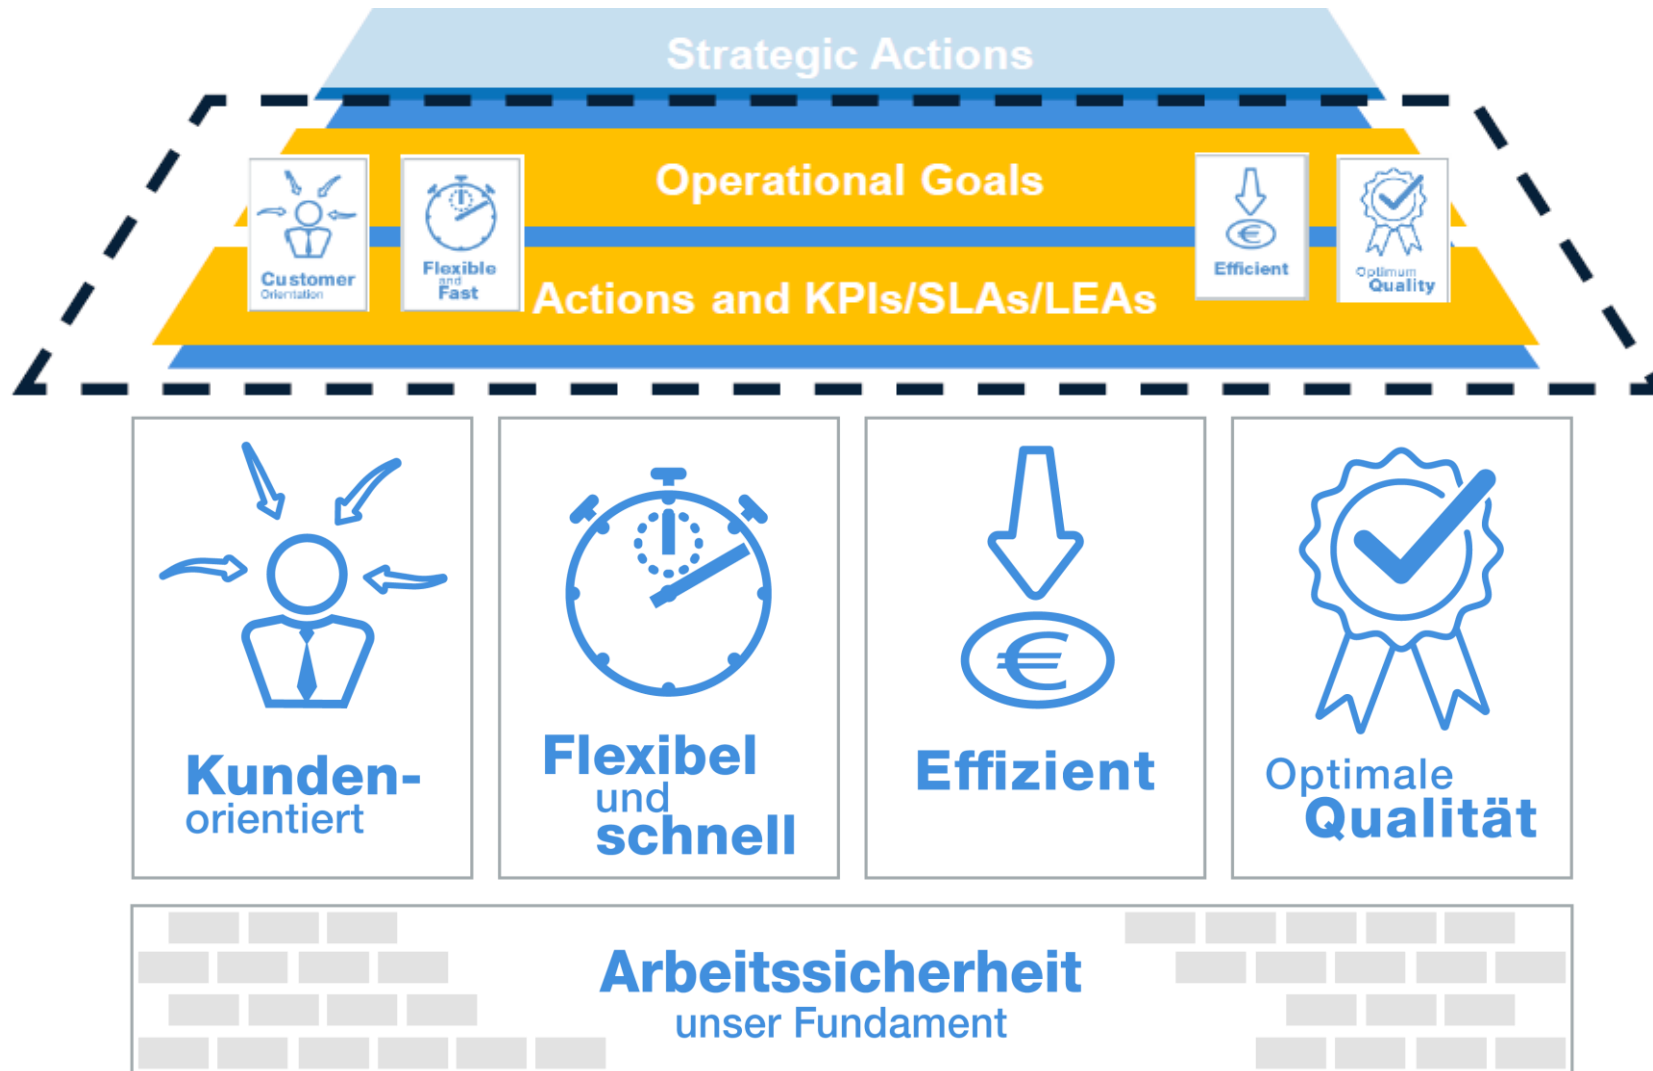 Strategic Actions
Operational Goals
Customer
Orientation
Flexible
and
Fast
Efficient
Optimum
Quality
Actions and KPIs/SLAs/LEAs
Kunden-
orientiert
Flexibel
und
schnell
€
Effizient
Optimale
Qualität
Arbeitssicherheit
unser Fundament